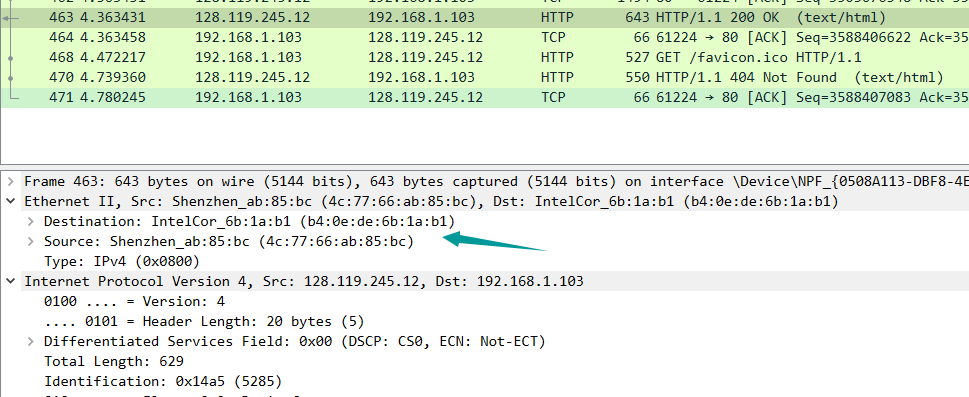 463 4.363431 128.119.245.12 192.168.1.103 HTTP 643 HTTP/1.1 200 OK (text/html)
464 4.363458 192.168.1.103 128.119.245.12 TCP 66 61224 → 80 [ACK] Seq=3588406622 Ack=35
468 4.472217 192.168.1.103 128.119.245.12 HTTP 527 GET /favicon.ico HTTP/1.1
470 4.739360 128.119.245.12 192.168.1.103 HTTP 550 HTTP/1.1 404 Not Found (text/html)
471 4.780245 192.168.1.103 128.119.245.12 TCP 66 61224 → 80 [ACK] Seq=3588407083 Ack=35
Frame 463: 643 bytes on wire (5144 bits), 643 bytes captured (5144 bits) on interface \Device\NPF_{0508A113-DBF8-4E
Ethernet II, Src: Shenzhen_ab:85:bc (4c:77:66:ab:85:bc), Dst: IntelCor_6b:1a:b1 (b4:0e:de:6b:1a:b1)
Destination: IntelCor_6b:1a:b1 (b4:0e:de:6b:1a:b1)
Source: Shenzhen_ab:85:bc (4c:77:66:ab:85:bc)
Type: IPv4 (0x0800)
Internet Protocol Version 4, Src: 128.119.245.12, Dst: 192.168.1.103
0100 .... = Version: 4
.... 0101 = Header Length: 20 bytes (5)
Differentiated Services Field: 0x00 (DSCP: CS0, ECN: Not-ECT)
Total Length: 629
Identification: 0x14a5 (5285)